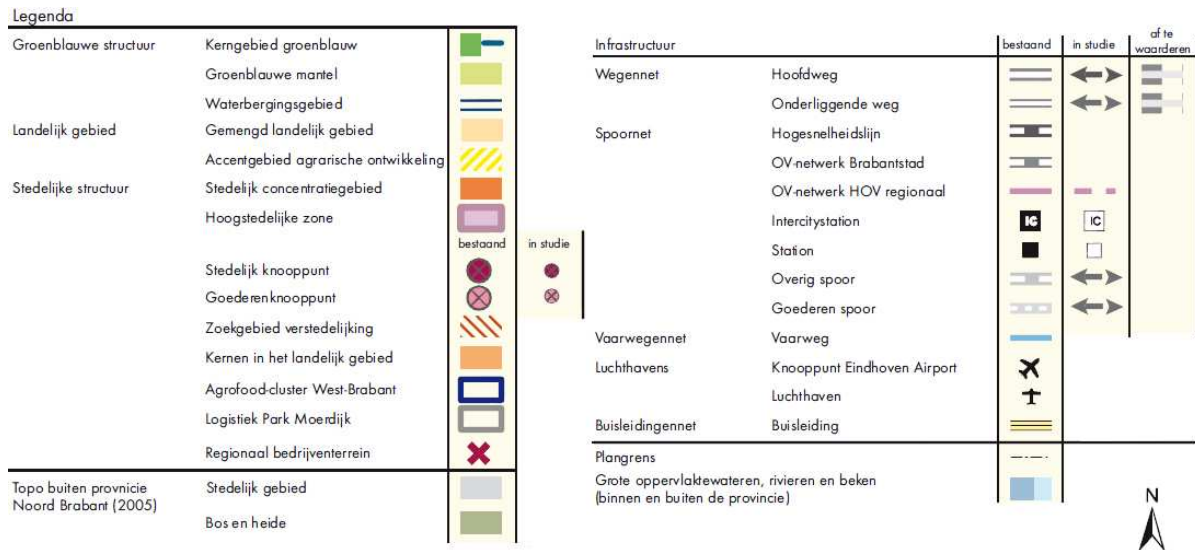 Legenda
Groenblauwe structuur Kerngebied groenblauw
Groenblauwe mantel
Waterbergingsgebied
Landelijk gebied Gemengd landelijk gebied
Accentgebied agrarische ontwikkeling
Stedelijke structuur Stedelijk concentratiegebied
Hoogstedelijke zone
bestaand in studie
Stedelijk knooppunt
Goederenknooppunt
Zoekgebied verstedelijking
Kernen in het landelijk gebied
Agrofood-cluster West-Brabant
Logistiek Park Moerdijk
Regionaal bedrijventerrein
Topo buiten provnicie Stedelijk gebied
Noord Brabant (2005)
Bos en heide
af te
Infrastructuur bestaand in studie waarderen
Wegennet Hoofdweg
Onderliggende weg
Spoornet Hogesnelheidslijn
OV-netwerk Brabantstad
OV-netwerk HOV regionaal
Intercitystation IC IC
Station
Overig spoor
Goederen spoor
Vaarwegennet Vaarweg
Luchthavens Knooppunt Eindhoven Airport
Luchthaven
Buisleidingennet Buisleiding
Plangrens
Grote oppervlaktewateren, rivieren en beken
(binnen en buiten de provincie)
N